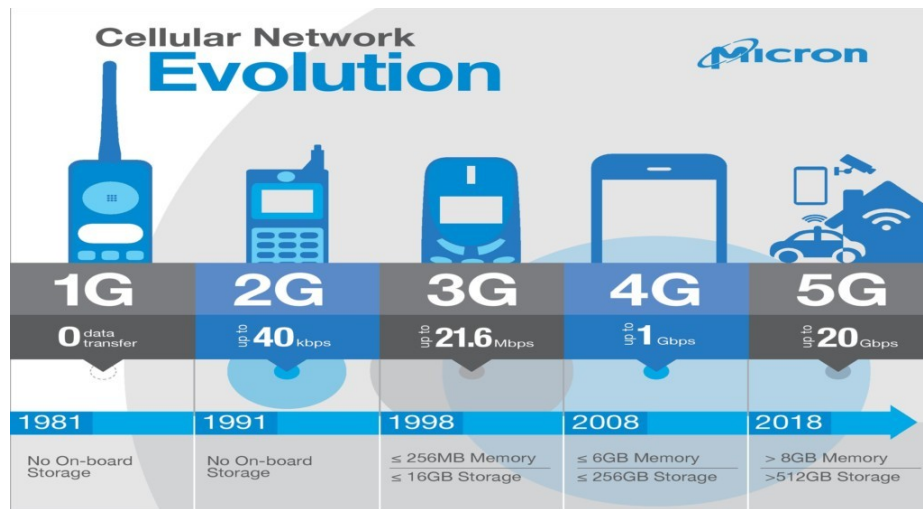 Cellular Network
Evolution
Micron
1G
2G
3G
4G
5G
0 data transfer
up to 40 kbps
up to 21.6 Mbps
up to 1 Gbps
up to 20 Gbps
1981
1991
1998
2008
2018
No On-board
Storage
No On-board
Storage
≤ 256MB Memory
≤ 16GB Storage
≤ 6GB Memory
≤ 256GB Storage
> 8GB Memory
>512GB Storage